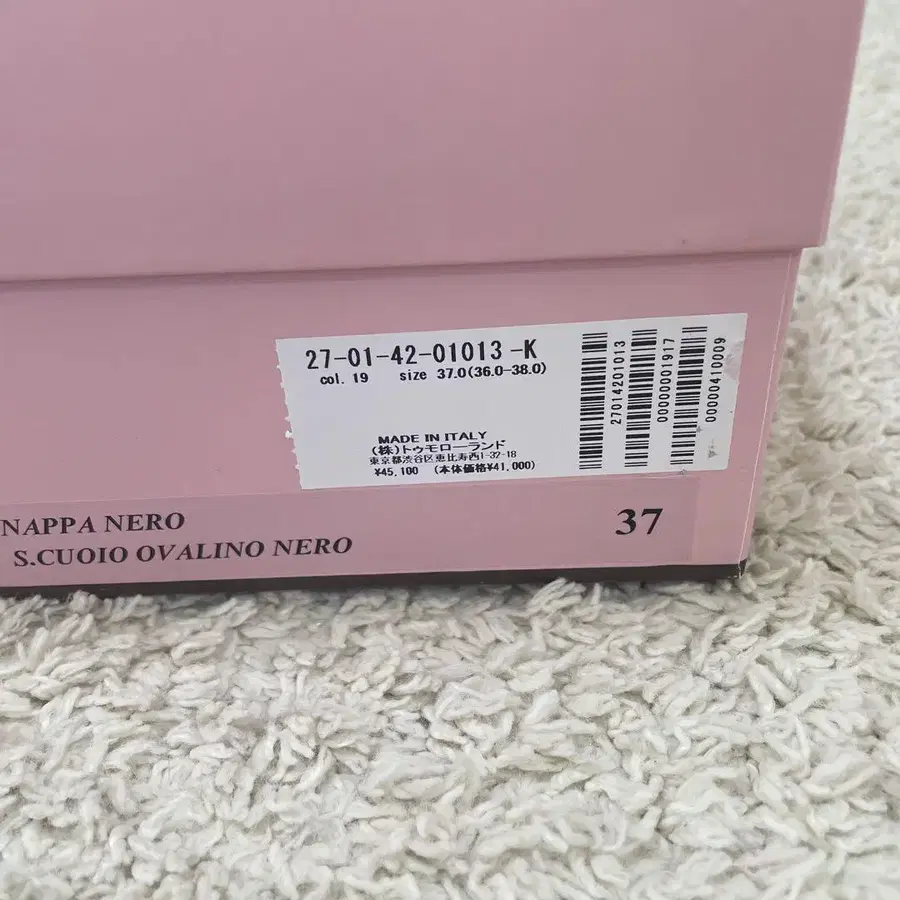 27-01-42-01013-K
col. 19 size 37.0(36.0-38.0)
MADE IN ITALY
(株)トゥモローランド
東京都渋谷区恵比寿西1-32-18
¥45,100 (本体価格¥41,000)
27014201013
0000000001917
00000410009
NAPPA NERO
S.CUOIO OVALINO NERO
37